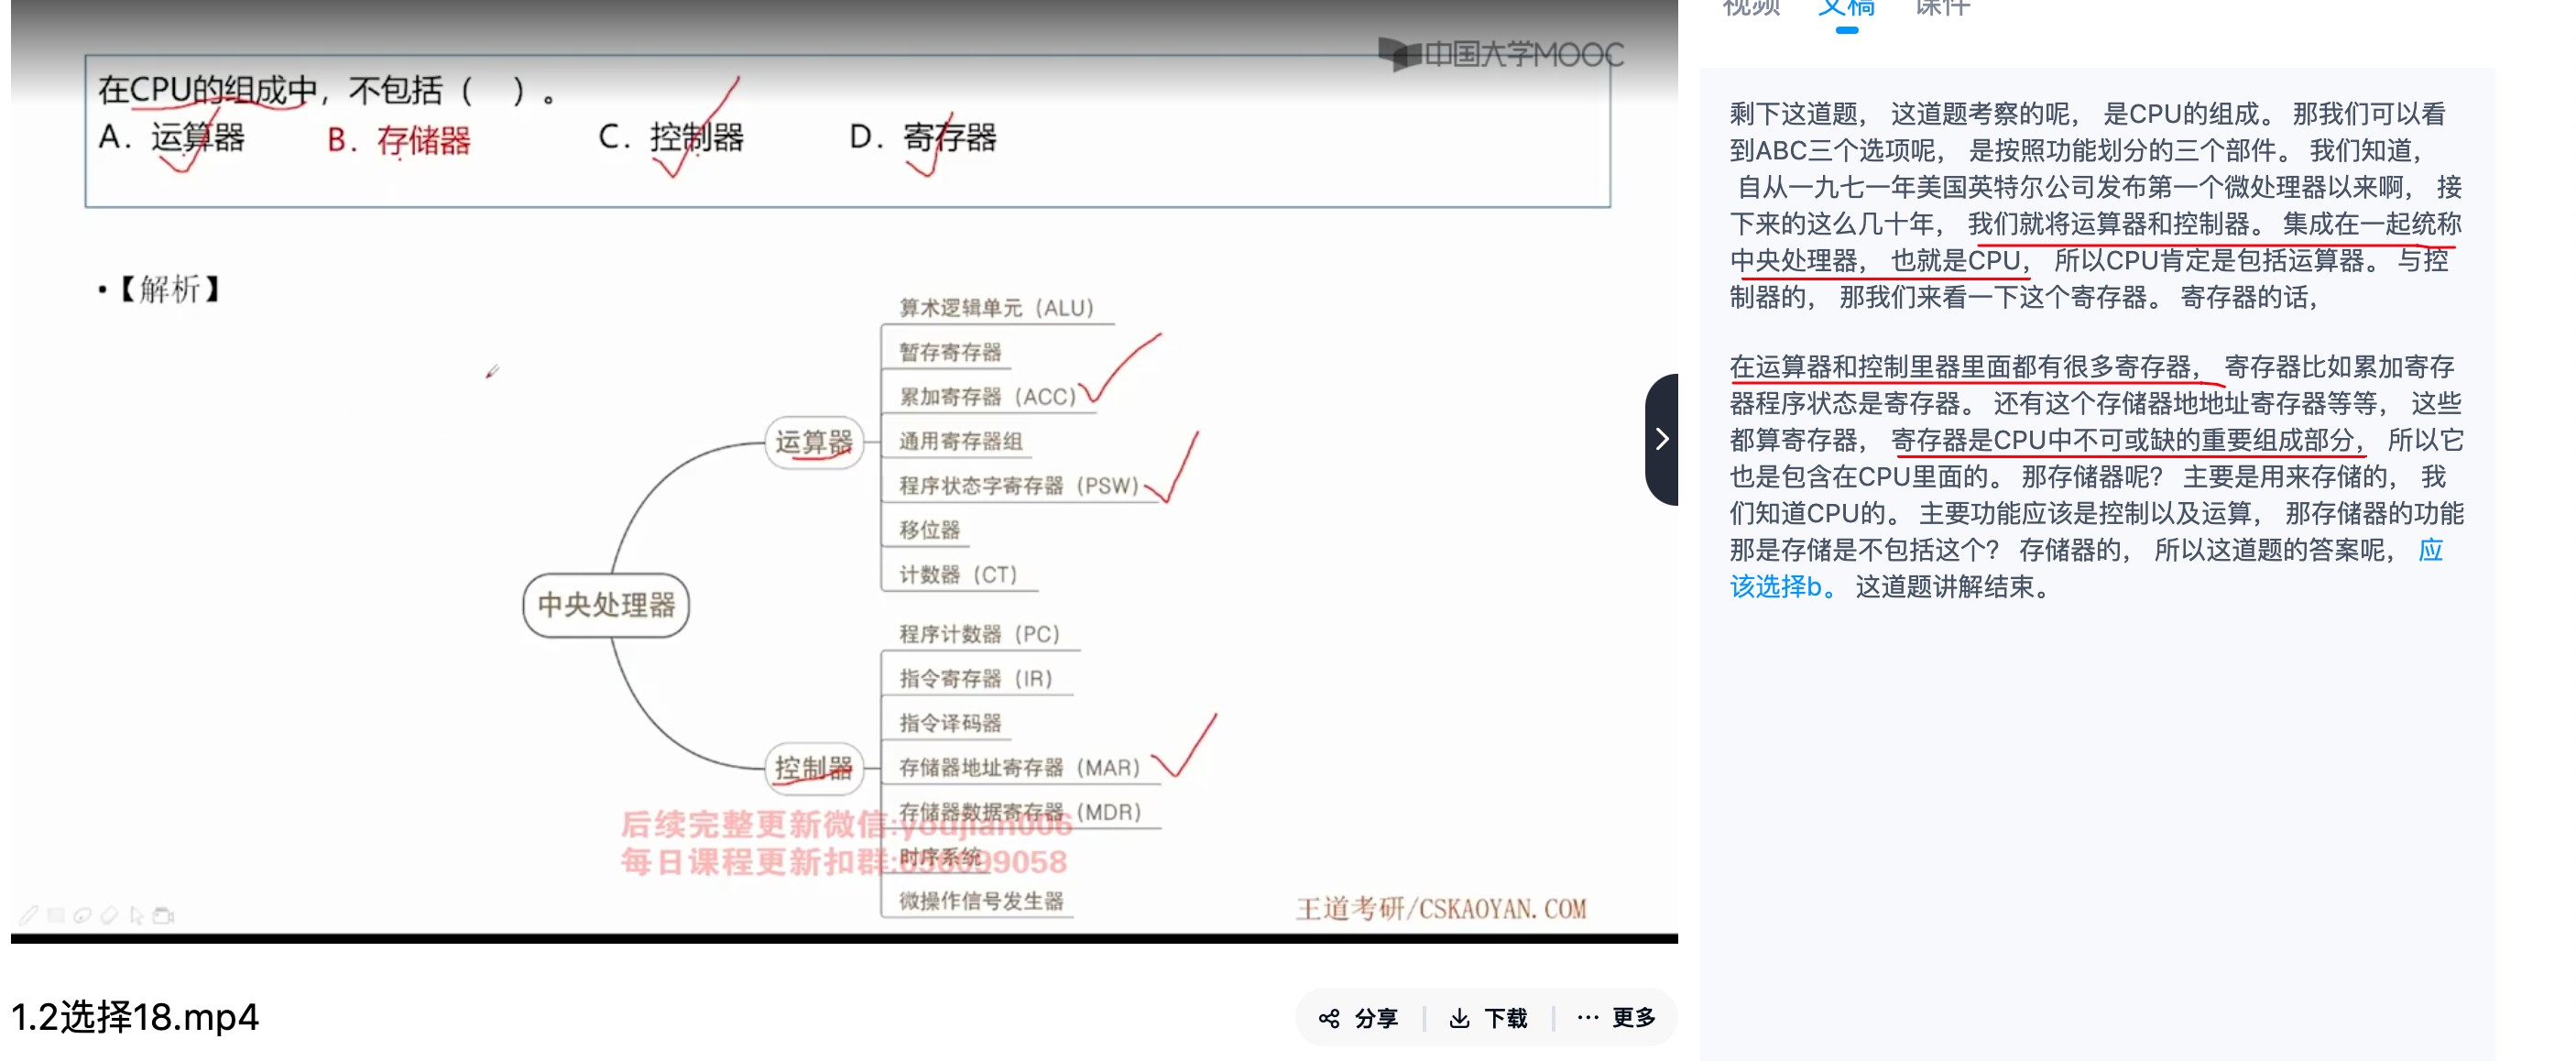 中国大学MOOC
在CPU的组成中，不包括（　）。
A. 运算器　B. 存储器　C. 控制器　D. 寄存器
•【解析】
中央处理器
运算器
算术逻辑单元（ALU）
暂存寄存器
累加寄存器（ACC）
通用寄存器组
程序状态字寄存器（PSW）
移位器
计数器（CT）
控制器
程序计数器（PC）
指令寄存器（IR）
指令译码器
存储器地址寄存器（MAR）
存储器数据寄存器（MDR）
时序系统
微操作信号发生器
后续完整更新微信:youjian006
每日课程更新扣群:
王道考研/CSKAOYAN.COM
1.2选择18.mp4
分享
下载
更多
视频 文稿 课件
剩下这道题， 这道题考察的呢， 是CPU的组成。 那我们可以看
到ABC三个选项呢， 是按照功能划分的三个部件。 我们知道，
自从一九七一年美国英特尔公司发布第一个微处理器以来啊， 接
下来的这么几十年， 我们就将运算器和控制器。 集成在一起统称
中央处理器， 也就是CPU， 所以CPU肯定是包括运算器。 与控
制器的， 那我们来看一下这个寄存器。 寄存器的话，
在运算器和控制里器里面都有很多寄存器， 寄存器比如累加寄存
器程序状态是寄存器。 还有这个存储器地地址寄存器等等， 这些
都算寄存器， 寄存器是CPU中不可或缺的重要组成部分， 所以它
也是包含在CPU里面的。 那存储器呢？ 主要是用来存储的， 我
们知道CPU的。 主要功能应该是控制以及运算， 那存储器的功能
那是存储是不包括这个？ 存储器的， 所以这道题的答案呢， 应
该选择b。 这道题讲解结束。